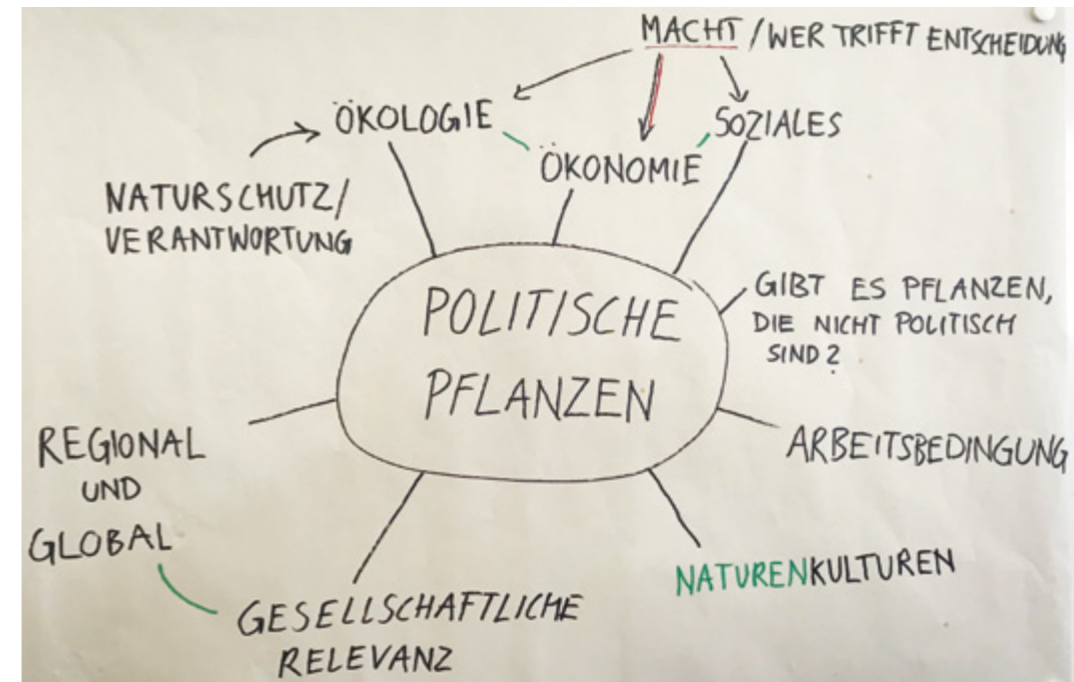 MACHT / WER TRIFFT ENTSCHEIDUNG
ÖKOLOGIE
SOZIALES
ÖKONOMIE
NATURSCHUTZ/
VERANTWORTUNG
POLITISCHE
PFLANZEN
GIBT ES PFLANZEN,
DIE NICHT POLITISCH
SIND?
REGIONAL
UND
GLOBAL
ARBEITSBEDINGUNG
NATURENKULTUREN
GESELLSCHAFTLICHE
RELEVANZ